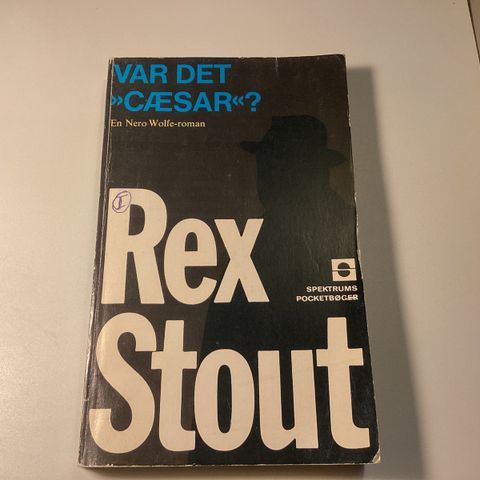 VAR DET
»CÆSAR«?
En Nero Wolfe-roman
Rex
Stout
SPEKTRUMS
POCKETBØGER